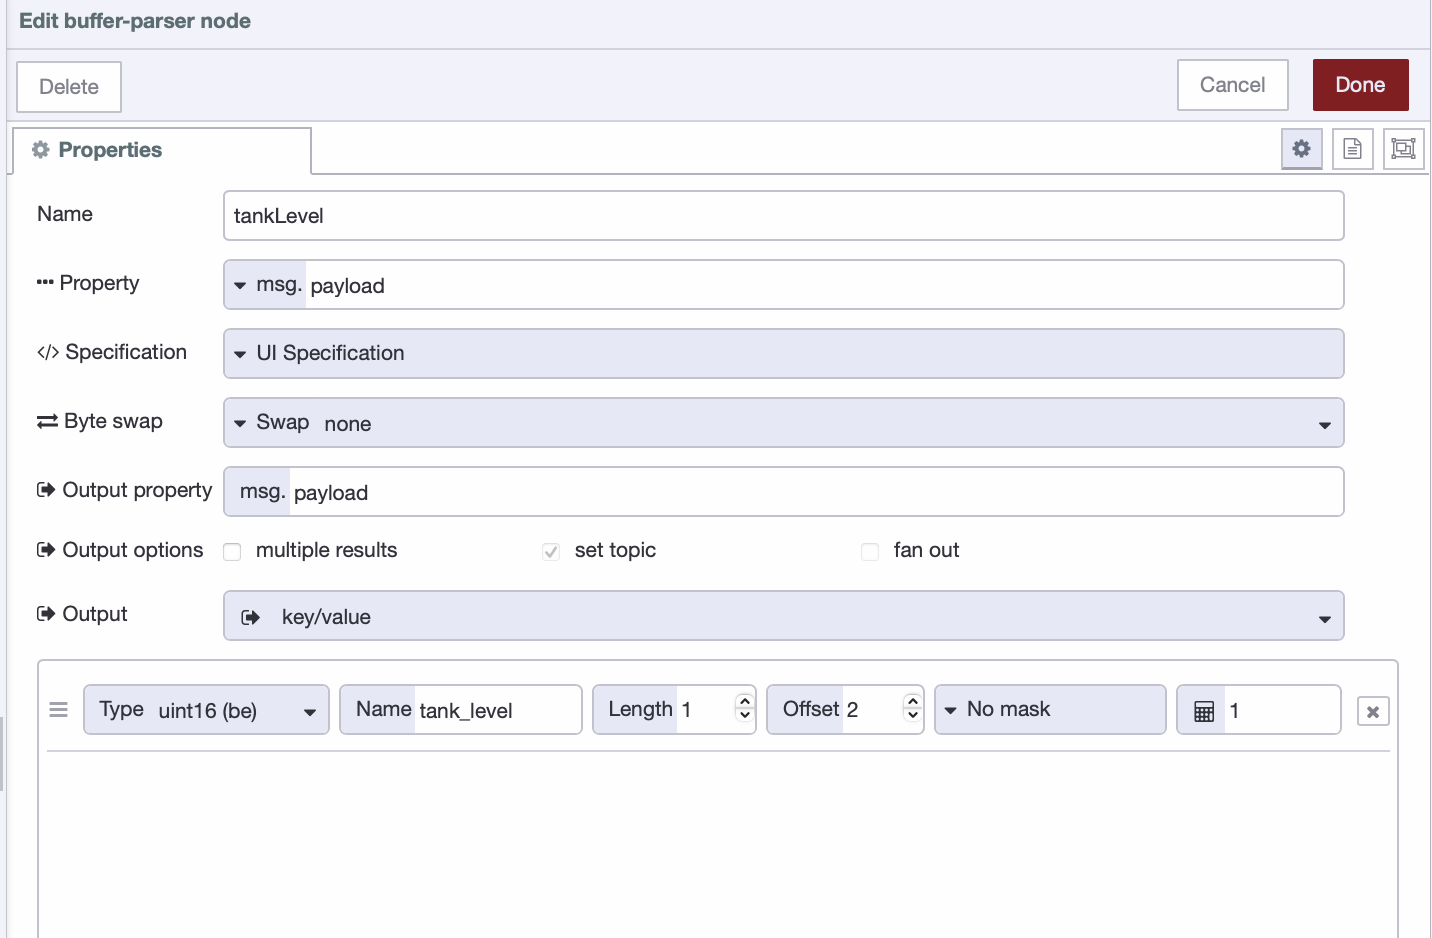 Edit buffer-parser node
Delete
Cancel
Done
Properties
Name
tankLevel
Property
msg. payload
Specification
UI Specification
Byte swap
Swap none
Output property
msg. payload
Output options
multiple results
set topic
fan out
Output
key/value
Type uint16 (be)
Name tank_level
Length 1
Offset 2
No mask
1